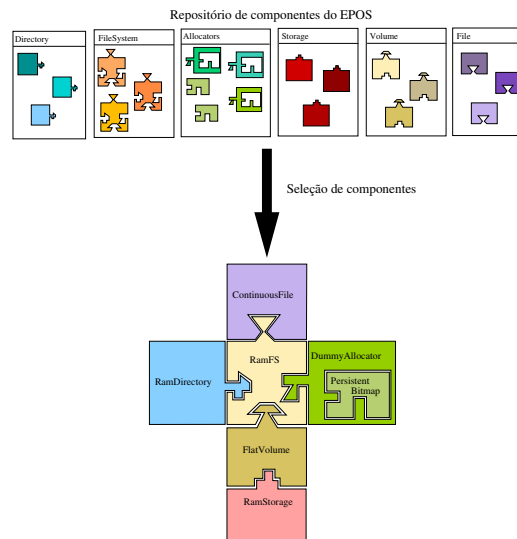 Repositório de componentes do EPOS
Directory
FileSystem
Allocators
Storage
Volume
File
Seleção de componentes
ContinuousFile
RamFS
DummyAllocator
RamDirectory
Persistent
Bitmap
FlatVolume
RamStorage